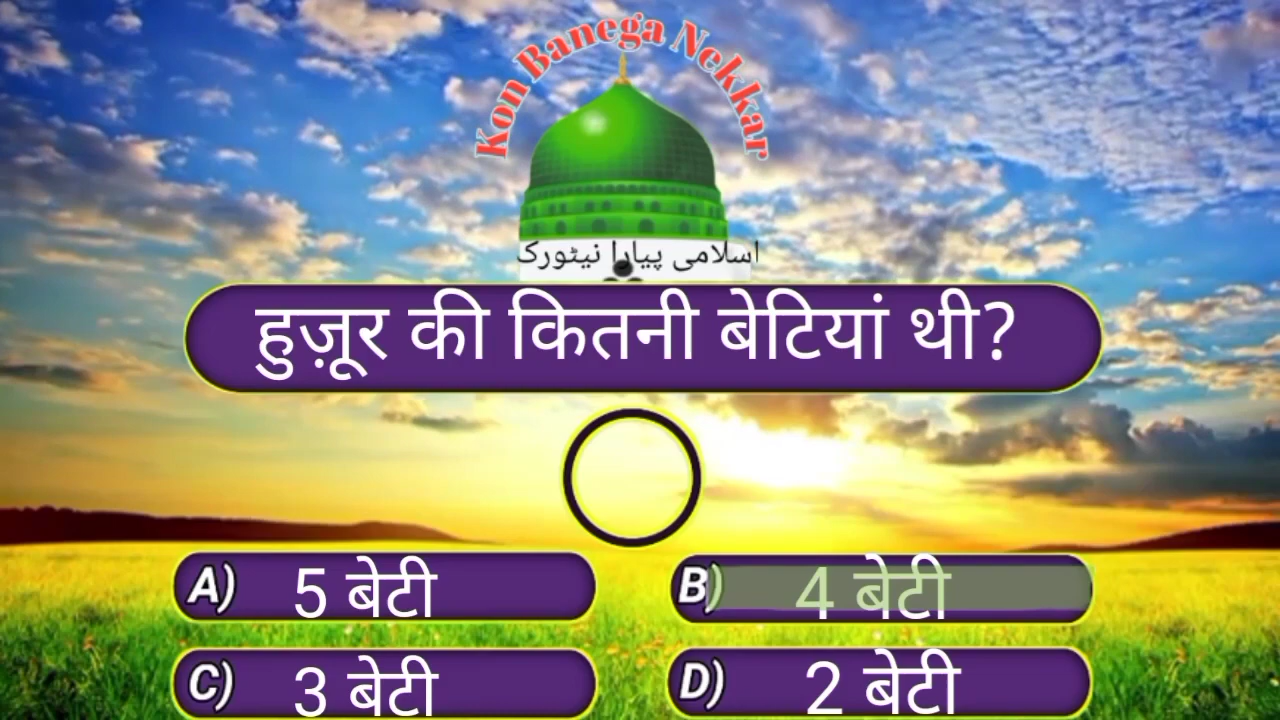 Kon Banega Nekkar
اسلامی پیارا نیٹورک
हुज़ूर की कितनी बेटियां थी?
A) 5 बेटी
B) 4 बेटी
C) 3 बेटी
D) 2 बेटी